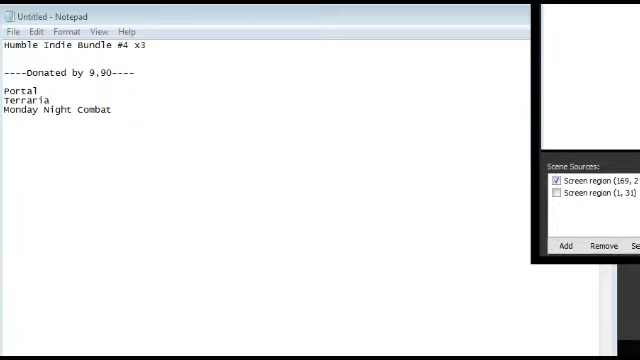 Untitled - Notepad
File Edit Format View Help
Humble Indie Bundle #4 x3
----Donated by 9,90----
Portal
Terraria
Monday Night Combat
Scene Sources:
Screen region (169, 2
Screen region (1, 31)
Add Remove Se